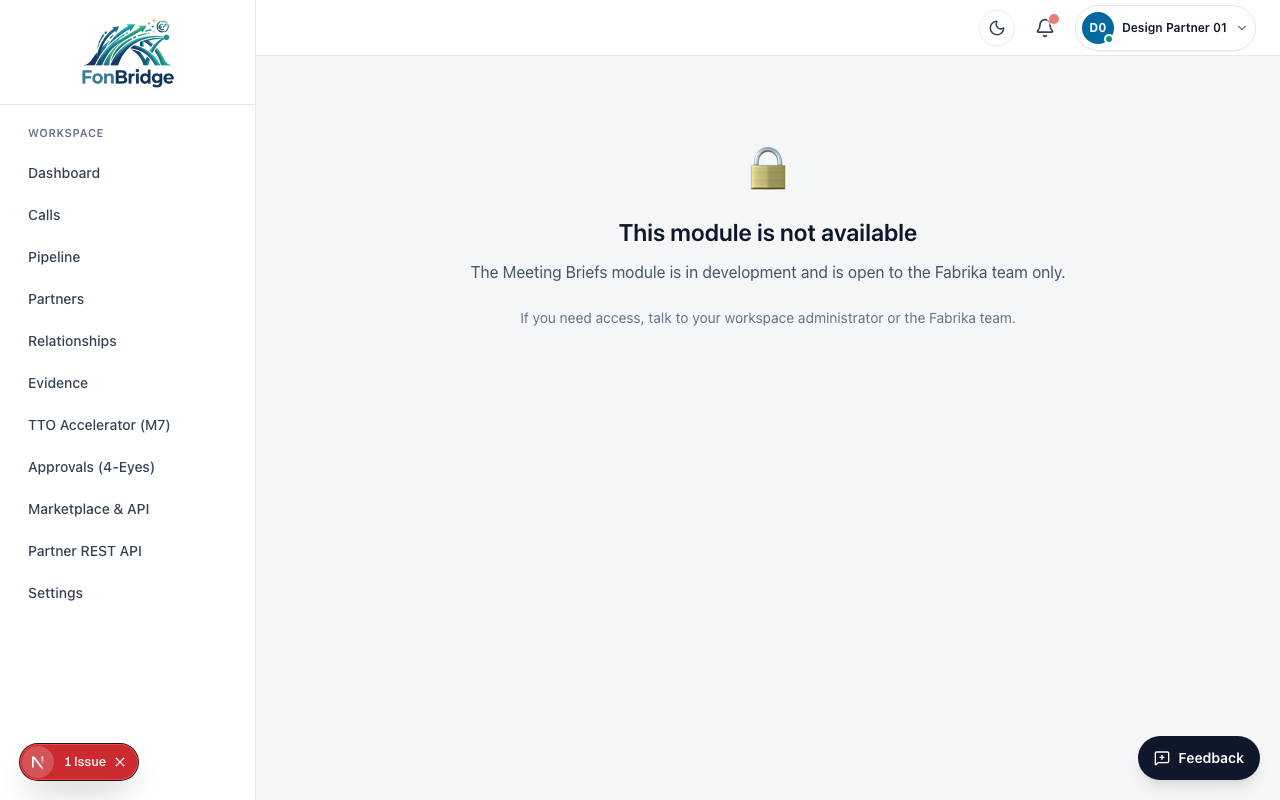 FonBridge
WORKSPACE
Dashboard
Calls
Pipeline
Partners
Relationships
Evidence
TTO Accelerator (M7)
Approvals (4-Eyes)
Marketplace & API
Partner REST API
Settings
N
1 Issue
D0
Design Partner 01
This module is not available
The Meeting Briefs module is in development and is open to the Fabrika team only.
If you need access, talk to your workspace administrator or the Fabrika team.
Feedback